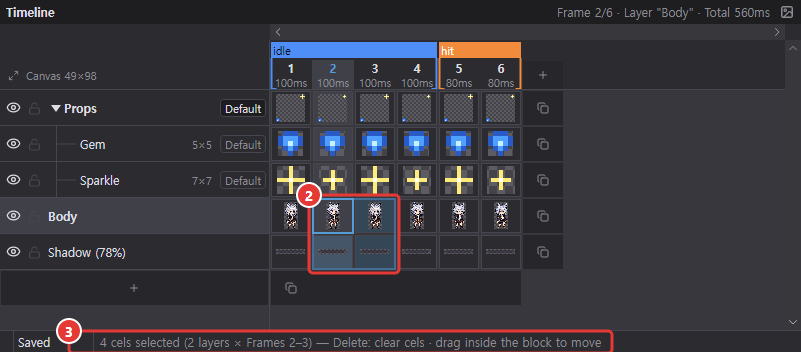 Timeline
Frame 2/6 · Layer "Body" · Total 560ms
idle
hit
Canvas 49×98
1 2 3 4 5 6
100ms 100ms 100ms 100ms 80ms 80ms
Props Default
Gem 5×5 Default
Sparkle 7×7 Default
2
Body
Shadow (78%)
3
Saved
4 cels selected (2 layers × Frames 2–3) — Delete: clear cels · drag inside the block to move